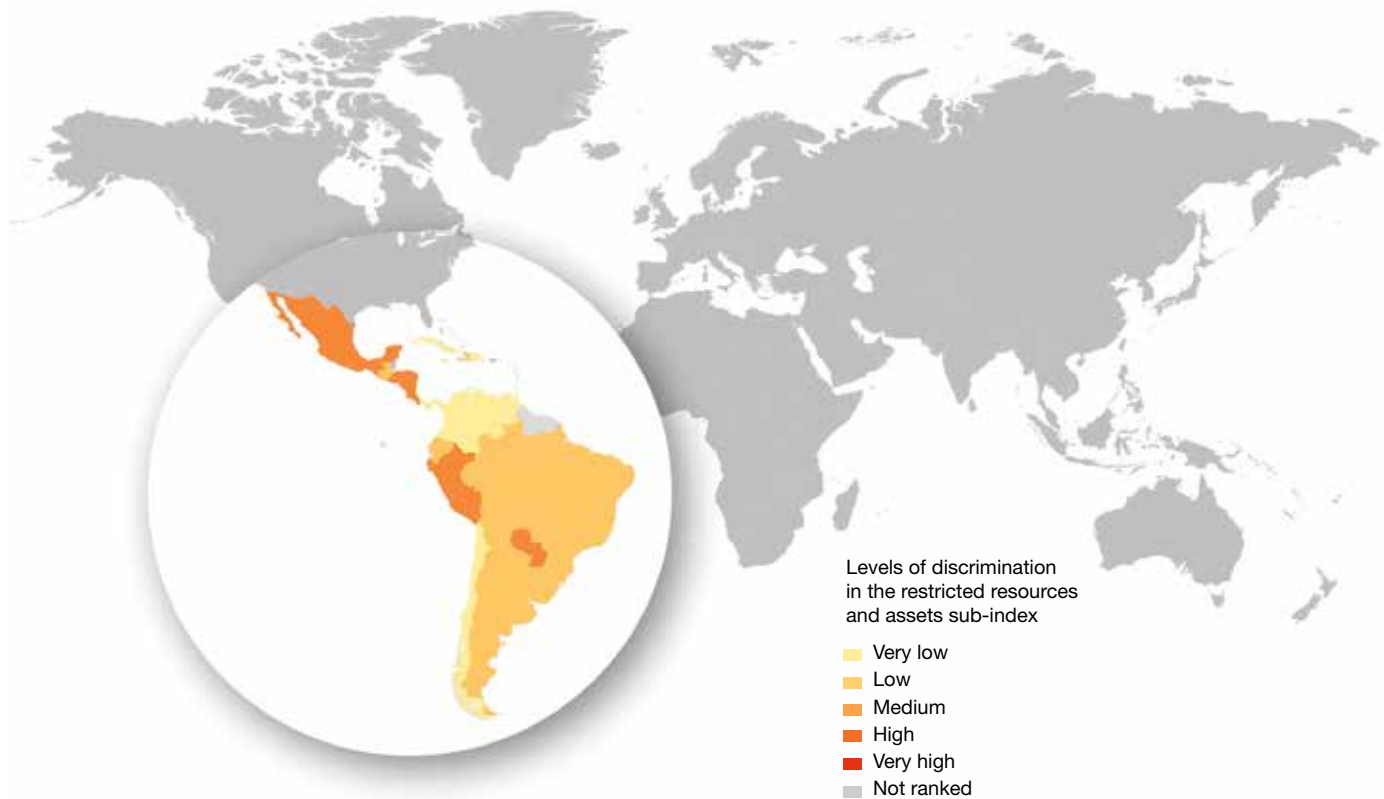 Levels of discrimination
in the restricted resources
and assets sub-index
Very low
Low
Medium
High
Very high
Not ranked